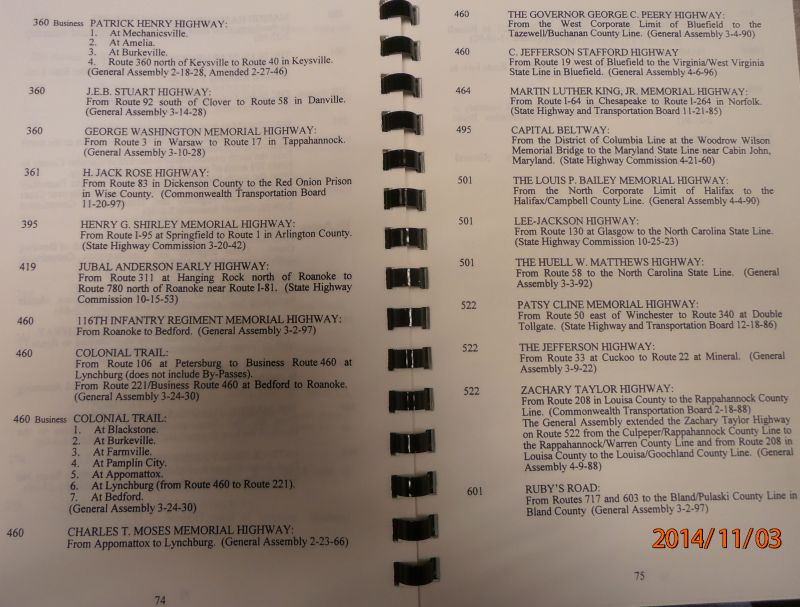 360 Business PATRICK HENRY HIGHWAY:
1. At Mechanicsville.
2. At Amelia.
3. At Burkeville.
4. Route 360 north of Keysville to Route 40 in Keysville.
(General Assembly 2-18-28, Amended 2-27-46)
360 J.E.B. STUART HIGHWAY:
From Route 92 south of Clover to Route 58 in Danville.
(General Assembly 3-14-28)
360 GEORGE WASHINGTON MEMORIAL HIGHWAY:
From Route 3 in Warsaw to Route 17 in Tappahannock.
(General Assembly 3-10-28)
361 H. JACK ROSE HIGHWAY:
From Route 83 in Dickenson County to the Red Onion Prison
in Wise County. (Commonwealth Transportation Board
11-20-97)
395 HENRY G. SHIRLEY MEMORIAL HIGHWAY:
From Route I-95 at Springfield to Route 1 in Arlington County.
(State Highway Commission 3-20-42)
419 JUBAL ANDERSON EARLY HIGHWAY:
From Route 311 at Hanging Rock north of Roanoke to
Route 780 north of Roanoke near Route I-81. (State Highway
Commission 10-15-53)
460 116TH INFANTRY REGIMENT MEMORIAL HIGHWAY:
From Roanoke to Bedford. (General Assembly 3-2-97)
460 COLONIAL TRAIL:
From Route 106 at Petersburg to Business Route 460 at
Lynchburg (does not include By-Passes).
From Route 221/Business Route 460 at Bedford to Roanoke.
(General Assembly 3-24-30)
460 Business COLONIAL TRAIL:
1. At Blackstone.
2. At Burkeville.
3. At Farmville.
4. At Pamplin City.
5. At Appomattox.
6. At Lynchburg (from Route 460 to Route 221).
7. At Bedford.
(General Assembly 3-24-30)
460 CHARLES T. MOSES MEMORIAL HIGHWAY:
From Appomattox to Lynchburg. (General Assembly 2-23-66)
74
460 THE GOVERNOR GEORGE C. PEERY HIGHWAY:
From the West Corporate Limit of Bluefield to the
Tazewell/Buchanan County Line. (General Assembly 3-4-90)
460 C. JEFFERSON STAFFORD HIGHWAY
From Route 19 west of Bluefield to the Virginia/West Virginia
State Line in Bluefield. (General Assembly 4-6-96)
464 MARTIN LUTHER KING, JR. MEMORIAL HIGHWAY:
From Route I-64 in Chesapeake to Route I-264 in Norfolk.
(State Highway and Transportation Board 11-21-85)
495 CAPITAL BELTWAY:
From the District of Columbia Line at the Woodrow Wilson
Memorial Bridge to the Maryland State Line near Cabin John,
Maryland. (State Highway Commission 4-21-60)
501 THE LOUIS P. BAILEY MEMORIAL HIGHWAY:
From the North Corporate Limit of Halifax to the
Halifax/Campbell County Line. (General Assembly 4-4-90)
501 LEE-JACKSON HIGHWAY:
From Route 130 at Glasgow to the North Carolina State Line.
(State Highway Commission 10-25-23)
501 THE HUELL W. MATTHEWS HIGHWAY:
From Route 58 to the North Carolina State Line. (General
Assembly 3-3-92)
522 PATSY CLINE MEMORIAL HIGHWAY:
From Route 50 east of Winchester to Route 340 at Double
Tollgate. (State Highway and Transportation Board 12-18-86)
522 THE JEFFERSON HIGHWAY:
From Route 33 at Cuckoo to Route 22 at Mineral. (General
Assembly 3-9-22)
522 ZACHARY TAYLOR HIGHWAY:
From Route 208 in Louisa County to the Rappahannock County
Line. (Commonwealth Transportation Board 2-18-88)
The General Assembly extended the Zachary Taylor Highway
on Route 522 from the Culpeper/Rappahannock County Line to
the Rappahannock/Warren County Line and from Route 208 in
Louisa County to the Louisa/Goochland County Line. (General
Assembly 4-9-88)
601 RUBY'S ROAD:
From Routes 717 and 603 to the Bland/Pulaski County Line in
Bland County (General Assembly 3-2-97)
2014/11/03
75